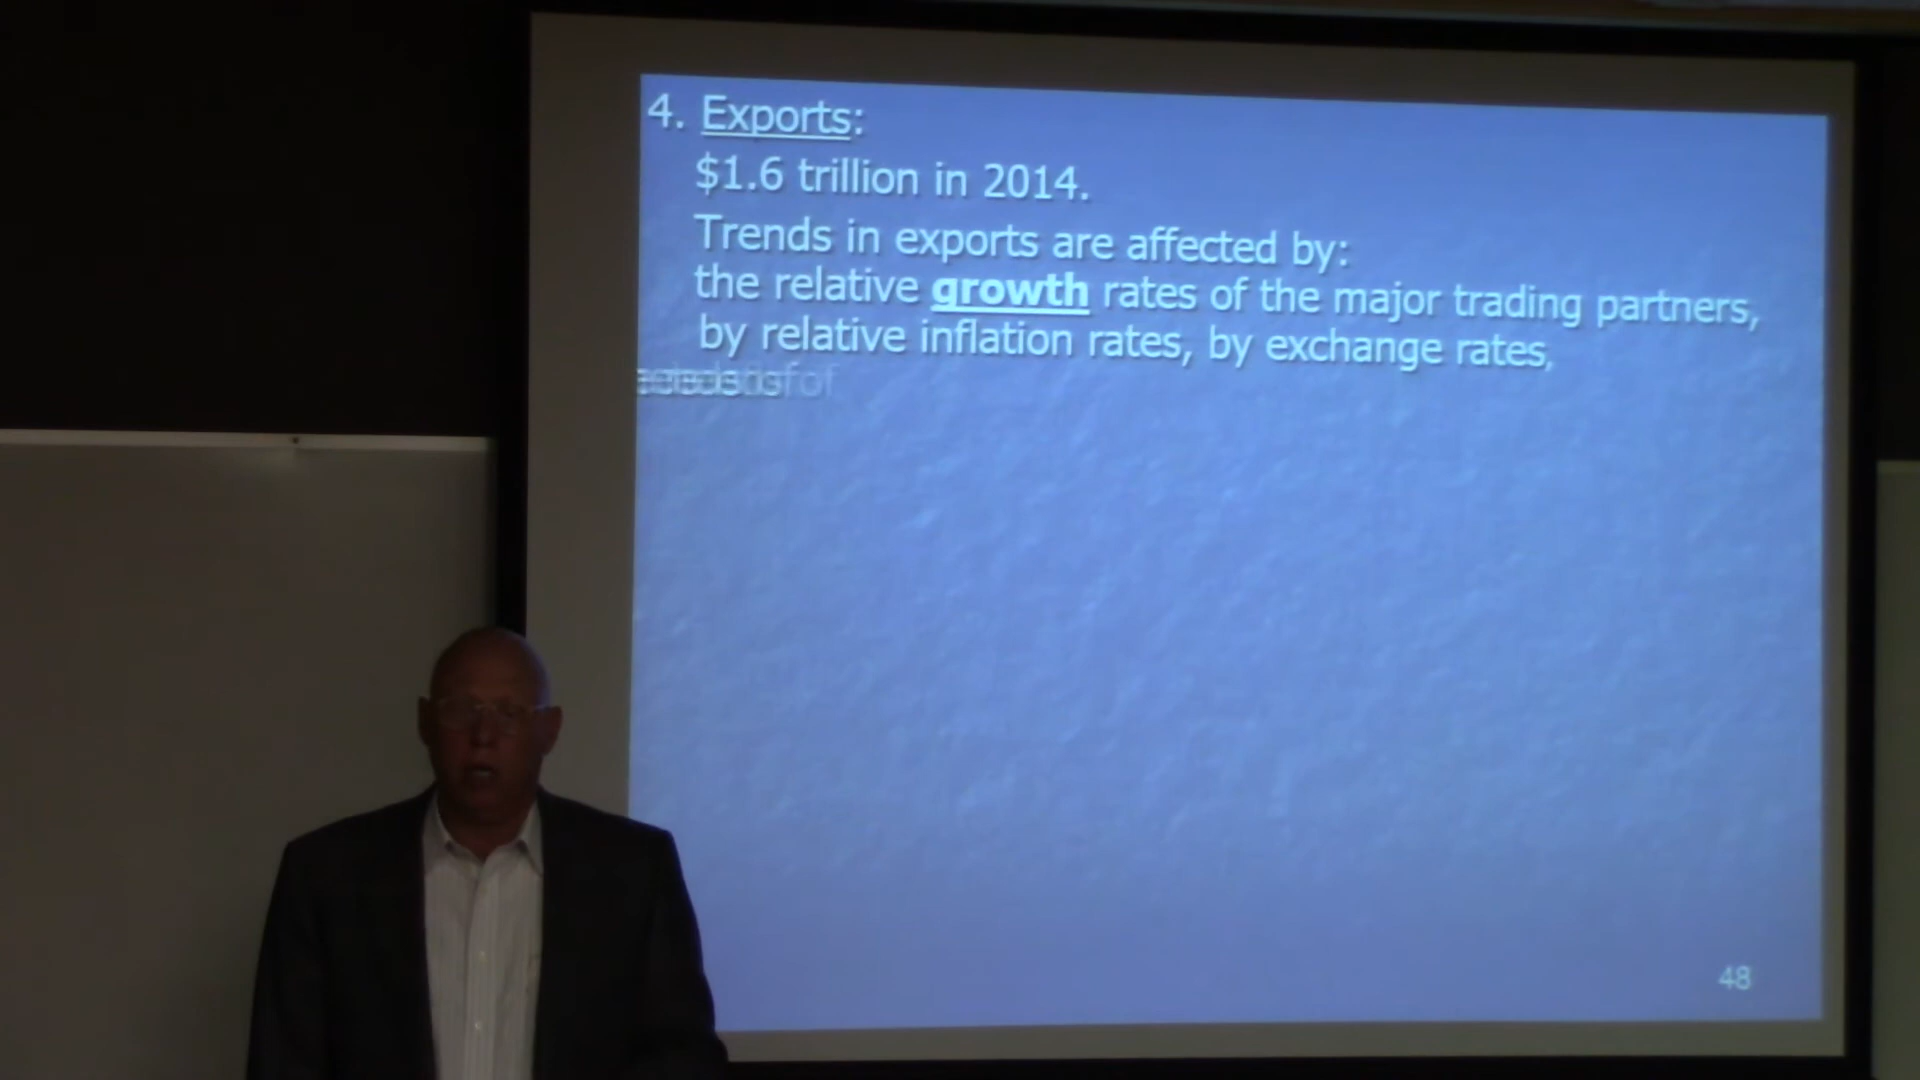 4. Exports:
$1.6 trillion in 2014.
Trends in exports are affected by:
the relative growth rates of the major trading partners,
by relative inflation rates, by exchange rates,
48